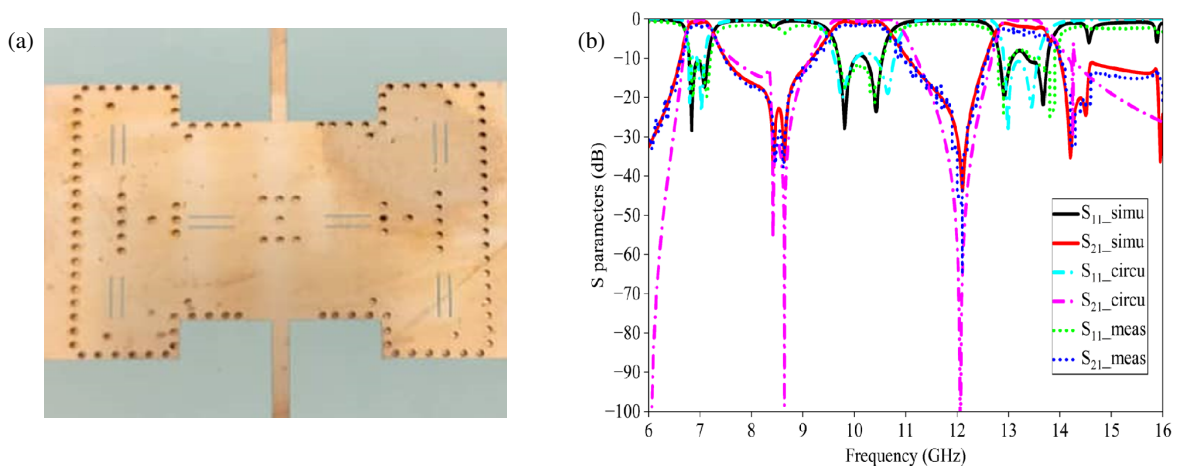 (a)
(b)
S parameters (dB)
0
−10
−20
−30
−40
−50
−60
−70
−80
−90
−100
S11_simu
S21_simu
S11_circu
S21_circu
S11_meas
S21_meas
6 7 8 9 10 11 12 13 14 15 16
Frequency (GHz)